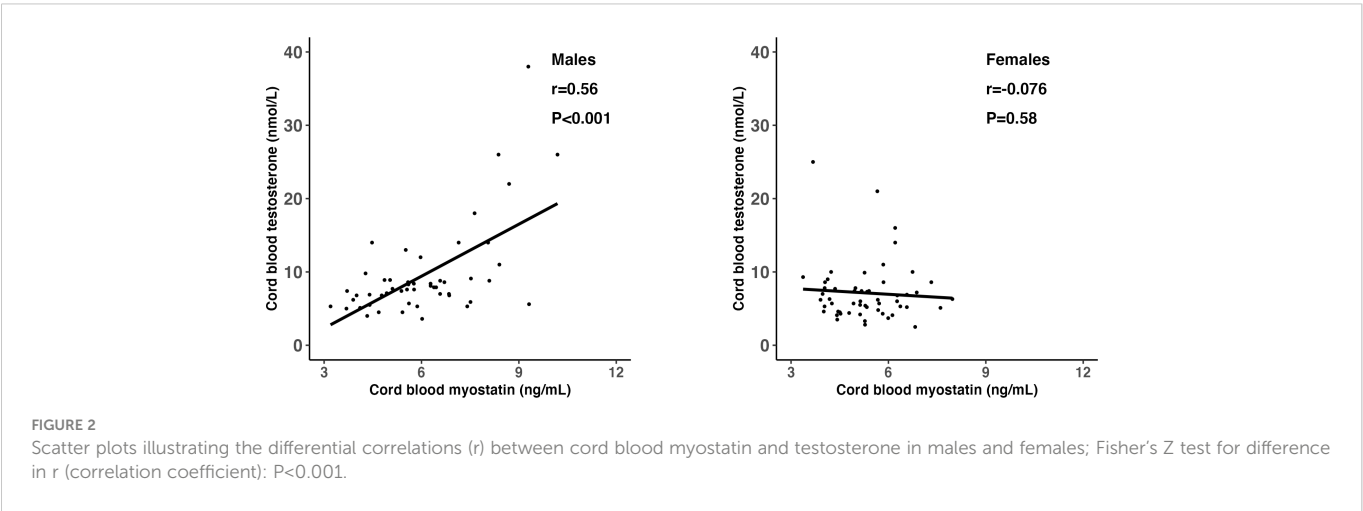 40
30
20
10
0
Cord blood testosterone (nmol/L)
Males
r=0.56
P<0.001
3 6 9 12
Cord blood myostatin (ng/mL)
40
30
20
10
0
Cord blood testosterone (nmol/L)
Females
r=-0.076
P=0.58
3 6 9 12
Cord blood myostatin (ng/mL)
FIGURE 2
Scatter plots illustrating the differential correlations (r) between cord blood myostatin and testosterone in males and females; Fisher's Z test for difference
in r (correlation coefficient): P<0.001.